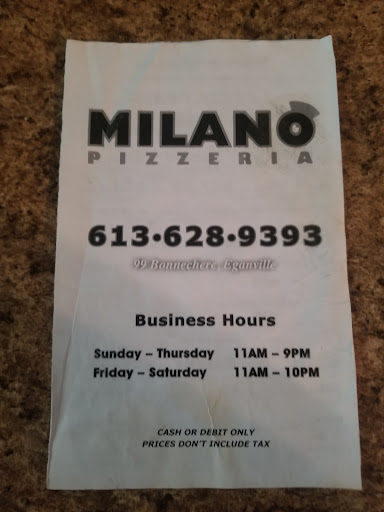 MILANO
PIZZERIA
613•628•9393
99 Bonnechere, Eganville
Business Hours
Sunday – Thursday 11AM – 9PM
Friday – Saturday 11AM – 10PM
CASH OR DEBIT ONLY
PRICES DON'T INCLUDE TAX